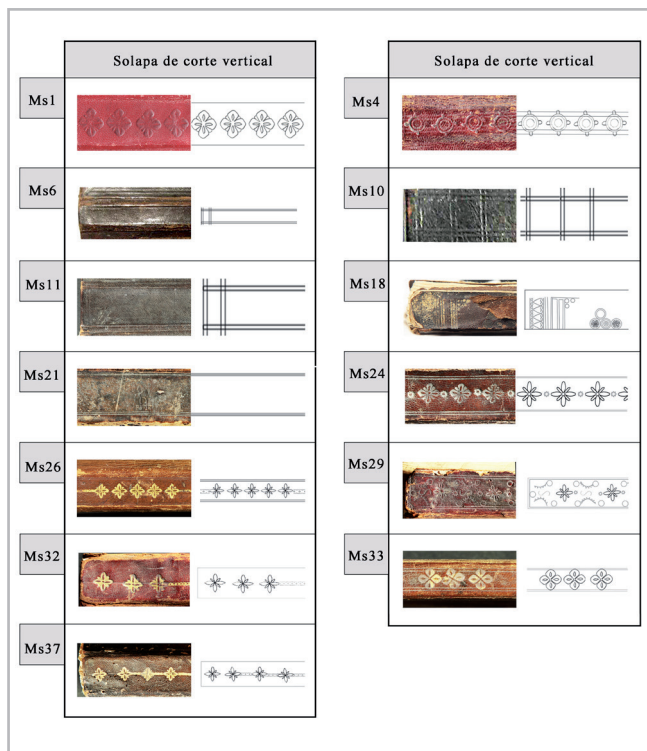 Solapa de corte vertical
Ms1
Ms6
Ms11
Ms21
Ms26
Ms32
Ms37
Solapa de corte vertical
Ms4
Ms10
Ms18
Ms24
Ms29
Ms33